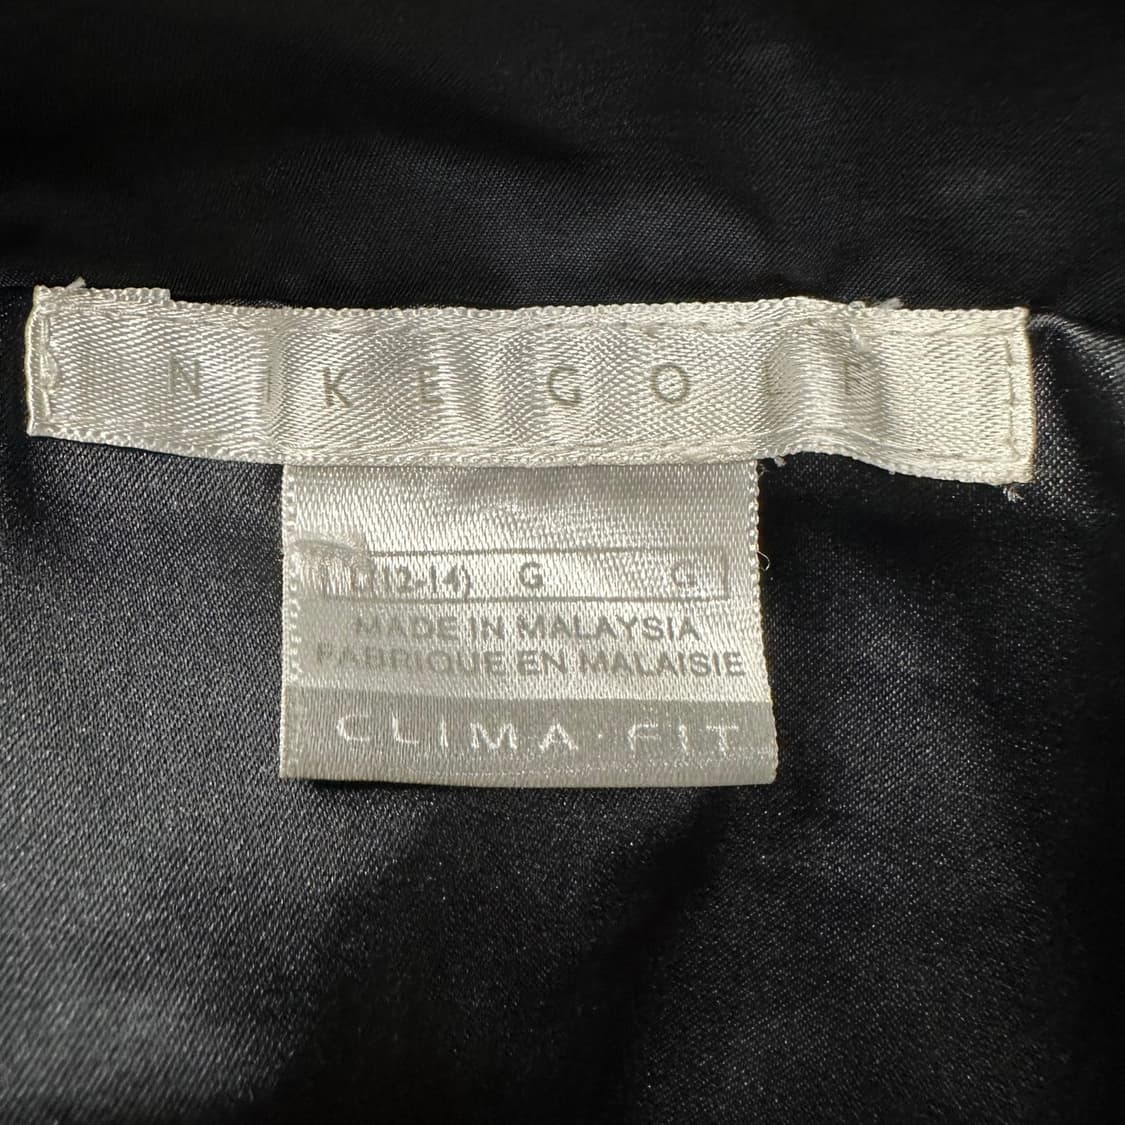 NIKE GOLF
L(12-14) G G
MADE IN MALAYSIA
FABRIQUE EN MALAISIE
CLIMA·FIT